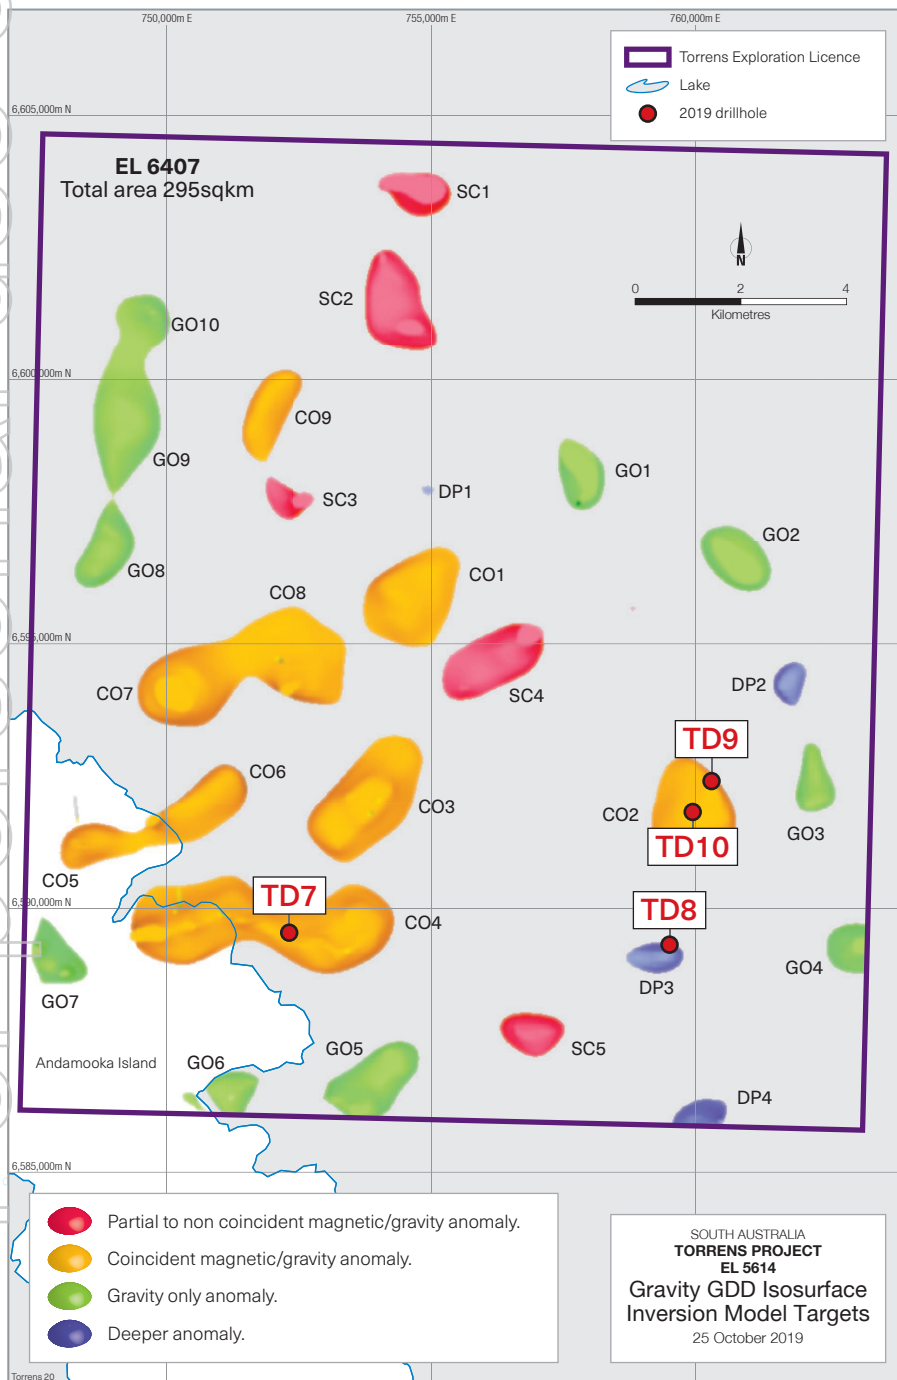 750,000m E
755,000m E
760,000m E
Torrens Exploration Licence
Lake
2019 drillhole
6,605,000m N
EL 6407
Total area 295sqkm
SC1
N
SC2
0 2 4
Kilometres
GO10
6,600,000m N
CO9
GO9
GO1
SC3
DP1
GO2
GO8
CO1
CO8
6,595,000m N
CO7
SC4
DP2
TD9
CO6
CO3
CO2
GO3
TD10
CO5
TD7
6,590,000m N
TD8
CO4
GO4
DP3
GO7
SC5
GO5
Andamooka Island
GO6
DP4
6,585,000m N
Partial to non coincident magnetic/gravity anomaly.
Coincident magnetic/gravity anomaly.
Gravity only anomaly.
Deeper anomaly.
SOUTH AUSTRALIA
TORRENS PROJECT
EL 5614
Gravity GDD Isosurface
Inversion Model Targets
25 October 2019
Torrens 20